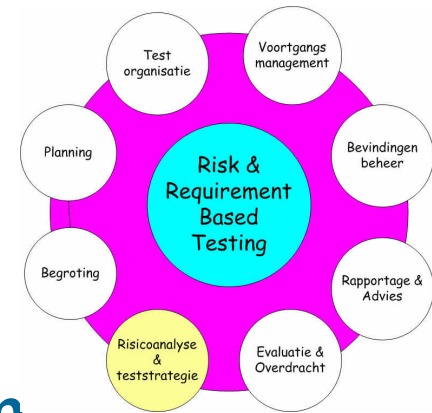 Test
organisatie
Voortgangs
management
Planning
Bevindingen
beheer
Risk &
Requirement
Based
Testing
Begroting
Rapportage &
Advies
Risicoanalyse
&
teststrategie
Evaluatie &
Overdracht